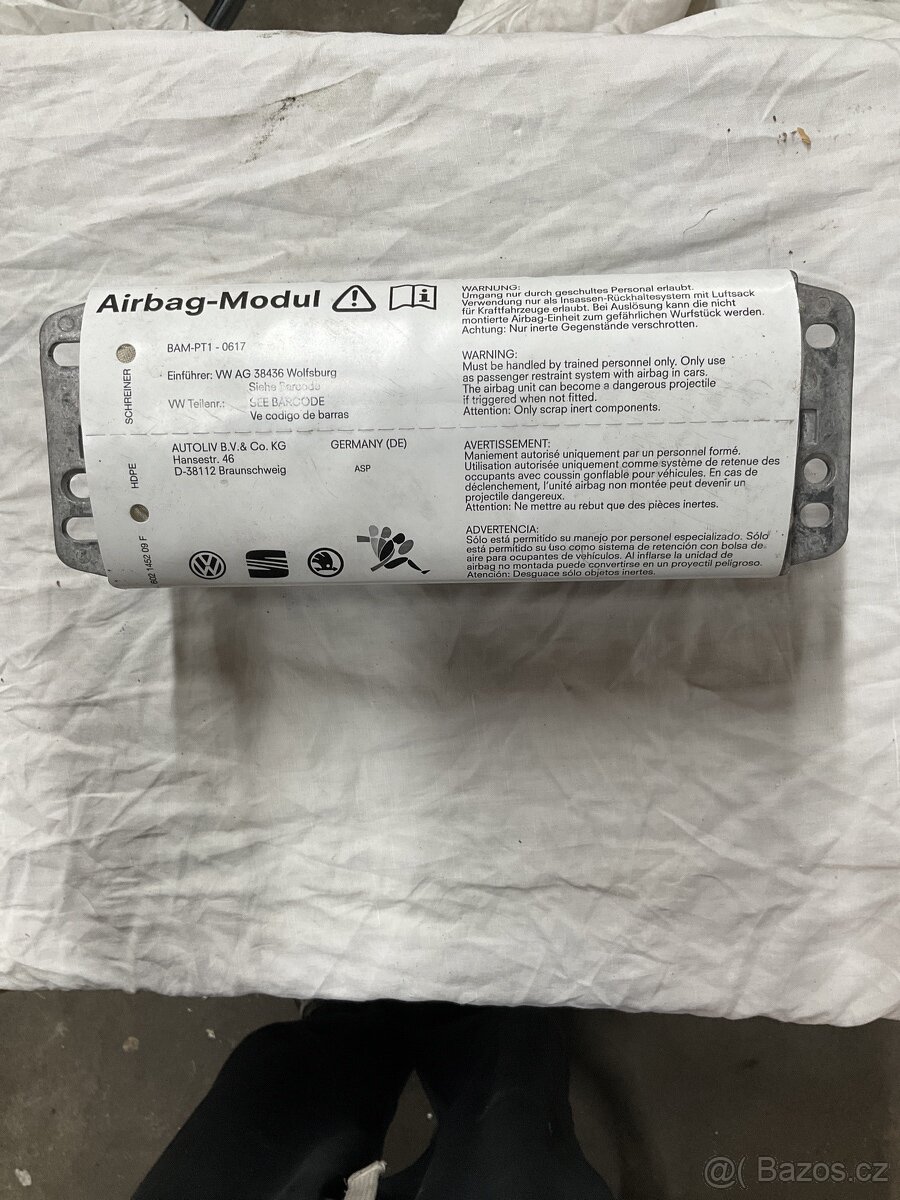 Airbag-Modul
BAM-PT1 - 0617
Einführer: VW AG 38436 Wolfsburg
Siehe Barcode
VW Teilenr.: SEE BARCODE
Ve codigo de barras
SCHREINER
HDPE
602 1452 09 F
AUTOLIV B.V.& Co. KG
Hansestr. 46
D-38112 Braunschweig
GERMANY (DE)
ASP
WARNUNG:
Umgang nur durch geschultes Personal erlaubt.
Verwendung nur als Insassen-Rückhaltesystem mit Luftsack
für Kraftfahrzeuge erlaubt. Bei Auslösung kann die nicht
montierte Airbag-Einheit zum gefährlichen Wurfstück werden.
Achtung: Nur inerte Gegenstände verschrotten.
WARNING:
Must be handled by trained personnel only. Only use
as passenger restraint system with airbag in cars.
The airbag unit can become a dangerous projectile
if triggered when not fitted.
Attention: Only scrap inert components.
AVERTISSEMENT:
Maniement autorisé uniquement par un personnel formé.
Utilisation autorisée uniquement comme système de retenue des
occupants avec coussin gonflable pour véhicules. En cas de
déclenchement, l'unité airbag non montée peut devenir un
projectile dangereux.
Attention: Ne mettre au rebut que des pièces inertes.
ADVERTENCIA:
Sólo está permitido su manejo por personel especializado. Sólo
está permitido su uso como sistema de retención con bolsa de
aire para ocupantes de vehículos. Al inflarse la unidad de
airbag no montada puede convertirse en un proyectil peligroso.
Atención: Desguace sólo objetos inertes.
@( Bazos.cz